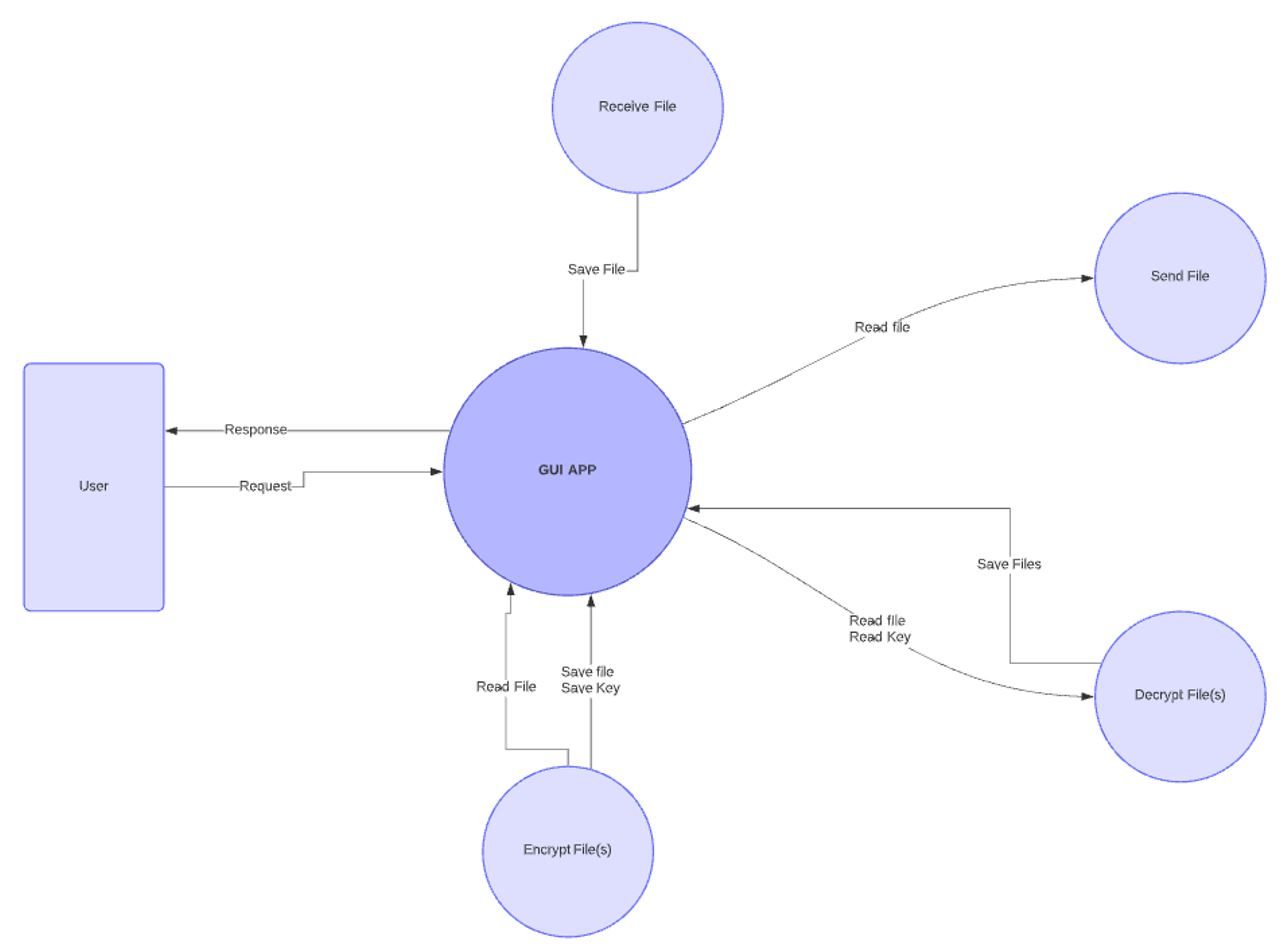 Receive File
Save File
Send File
Read file
Response
GUI APP
User
Request
Save Files
Read file
Read Key
Save file
Save Key
Read File
Decrypt File(s)
Encrypt File(s)